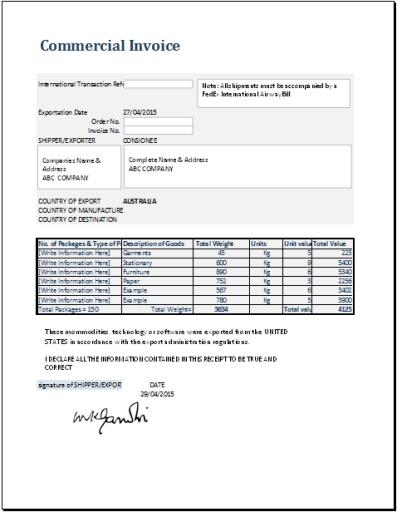 Commercial Invoice
International Transaction Refe
Note: All shipments must be accompanied by a
FedEx International Airway Bill
Exportation Date 27/04/2015
Order No.
Invoice No.
SHIPPER/EXPORTER CONSIONEE
Companies Name &
Address
ABC COMPANY
Complete Name & Address
ABC COMPANY
COUNTRY OF EXPORT AUSTRALIA
COUNTRY OF MANUFACTURE
COUNTRY OF DESTINATION
No. of Packages & Type of P Description of Goods Total Weight Units Unit valu Total Value
[Write Information Here] Garments 45 Kg 5 225
[Write Information Here] Stationary 600 Kg 9 5400
[Write Information Here] Furniture 890 Kg 6 5340
[Write Information Here] Paper 752 Kg 3 2256
[Write Information Here] Example 567 Kg 6 3402
[Write Information Here] Example 780 Kg 5 3900
Total Packages = 150 Total Weight= 3634 Total valu 4125
These mommodities, technology or software were exported from the UNITED
STATES in accordance with the export administration regulations.
I DECLARE ALL THE INFORMATION CONTAINED IN THIS RECEIPT TO BE TRUE AND
CORRECT
signature of SHIPPER/EXPOR DATE
29/04/2015